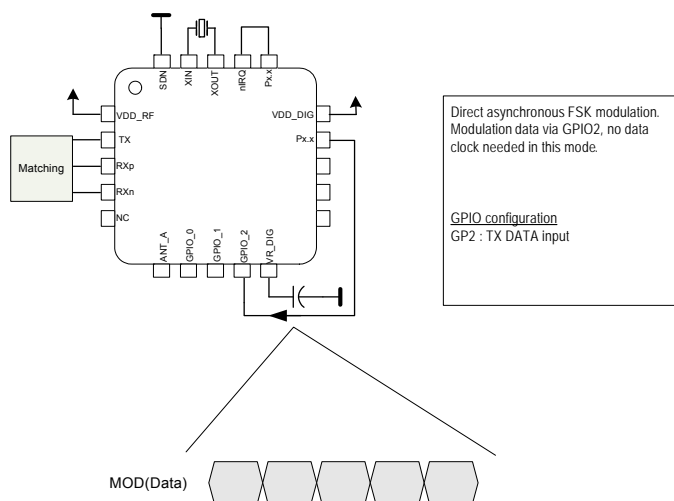 SDN
XIN
XOUT
nIRQ
Px.x
VDD_RF
VDD_DIG
TX
Px.x
Matching
RXp
RXn
NC
ANT_A
GPIO_0
GPIO_1
GPIO_2
VR_DIG
Direct asynchronous FSK modulation.
Modulation data via GPIO2, no data
clock needed in this mode.
GPIO configuration
GP2 : TX DATA input
MOD(Data)